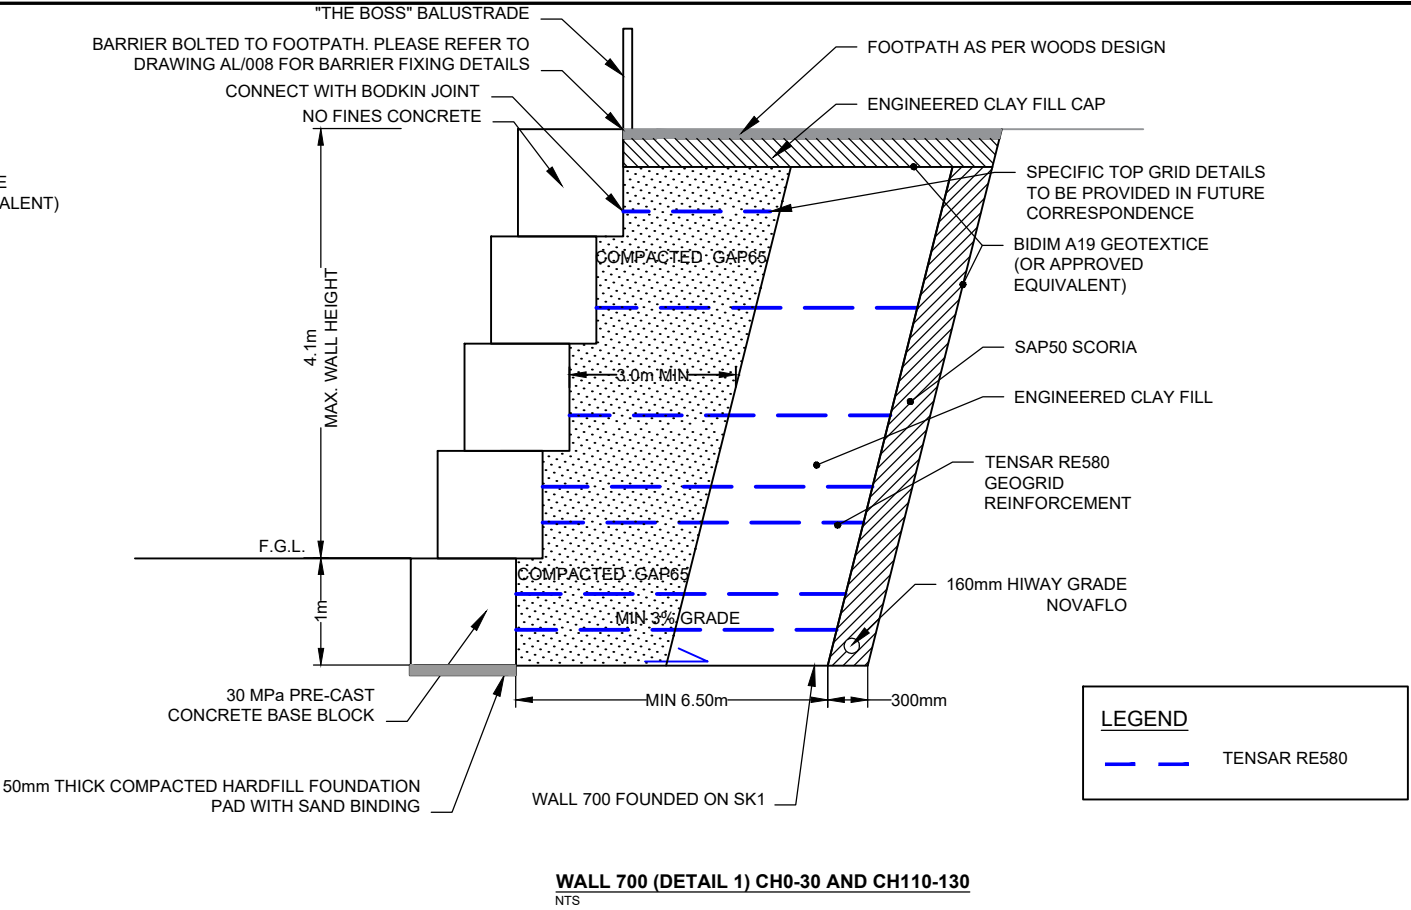 "THE BOSS" BALUSTRADE
BARRIER BOLTED TO FOOTPATH. PLEASE REFER TO
DRAWING AL/008 FOR BARRIER FIXING DETAILS
CONNECT WITH BODKIN JOINT
NO FINES CONCRETE
ALENT)
FOOTPATH AS PER WOODS DESIGN
ENGINEERED CLAY FILL CAP
SPECIFIC TOP GRID DETAILS
TO BE PROVIDED IN FUTURE
CORRESPONDENCE
BIDIM A19 GEOTEXTICE
(OR APPROVED
EQUIVALENT)
SAP50 SCORIA
ENGINEERED CLAY FILL
TENSAR RE580
GEOGRID
REINFORCEMENT
160mm HIWAY GRADE
NOVAFLO
COMPACTED GAP65
4.1m
MAX. WALL HEIGHT
3.0m MIN
F.G.L.
COMPACTED GAP65
1m
MIN 3% GRADE
MIN 6.50m
300mm
30 MPa PRE-CAST
CONCRETE BASE BLOCK
50mm THICK COMPACTED HARDFILL FOUNDATION
PAD WITH SAND BINDING
WALL 700 FOUNDED ON SK1
LEGEND
TENSAR RE580
WALL 700 (DETAIL 1) CH0-30 AND CH110-130
NTS